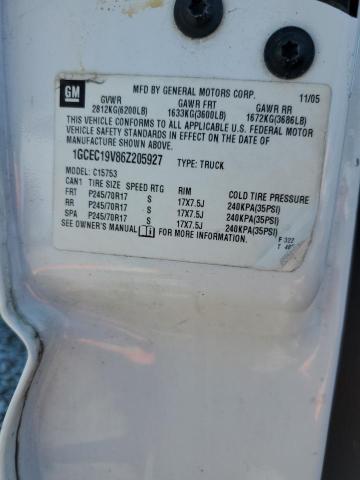 GM
MFD BY GENERAL MOTORS CORP. 11/05
GVWR GAWR FRT GAWR RR
2812KG(6200LB) 1633KG(3600LB) 1672KG(3686LB)
THIS VEHICLE CONFORMS TO ALL APPLICABLE U.S. FEDERAL MOTOR
VEHICLE SAFETY STANDARDS IN EFFECT ON THE DATE OF
MANUFACTURE SHOWN ABOVE.
1GCEC19V86Z205927 TYPE: TRUCK
MODEL: C15753
CAN1 TIRE SIZE SPEED RTG RIM COLD TIRE PRESSURE
FRT P245/70R17 S 17X7.5J 240KPA(35PSI)
RR P245/70R17 S 17X7.5J 240KPA(35PSI)
SPA P245/70R17 S 17X7.5J 240KPA(35PSI)
SEE OWNER'S MANUAL FOR MORE INFORMATION.
F 322
T